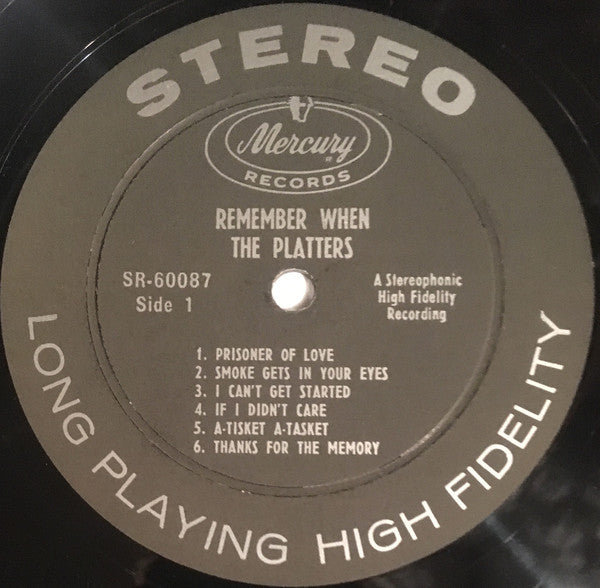 STEREO
Mercury
®
RECORDS
REMEMBER WHEN
THE PLATTERS
SR-60087
Side 1
A Stereophonic
High Fidelity
Recording
1. PRISONER OF LOVE
2. SMOKE GETS IN YOUR EYES
3. I CAN'T GET STARTED
4. IF I DIDN'T CARE
5. A-TISKET A-TASKET
6. THANKS FOR THE MEMORY
LONG PLAYING HIGH FIDELITY